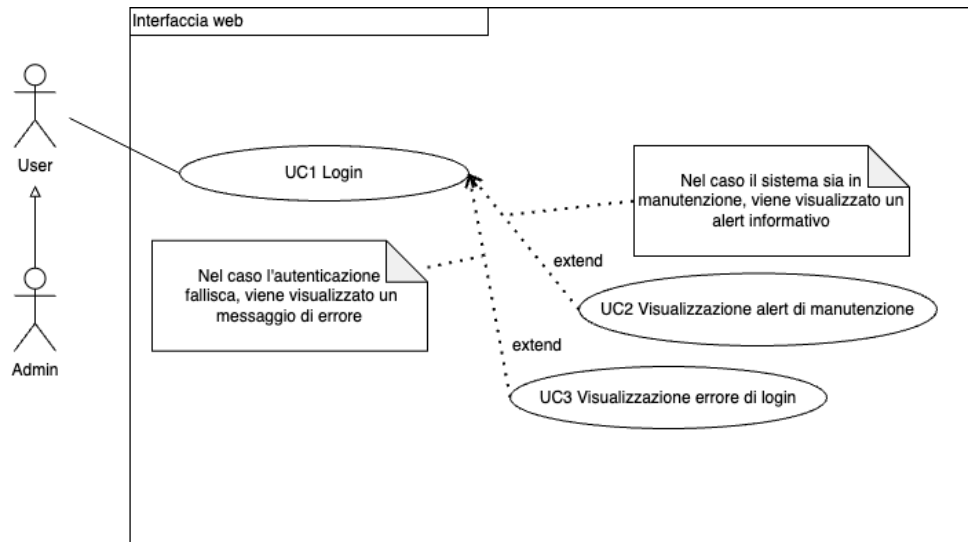 Interfaccia web
User
UC1 Login
Nel caso il sistema sia in
manutenzione, viene visualizzato un
alert informativo
Nel caso l'autenticazione
fallisca, viene visualizzato un
messaggio di errore
extend
UC2 Visualizzazione alert di manutenzione
extend
Admin
UC3 Visualizzazione errore di login